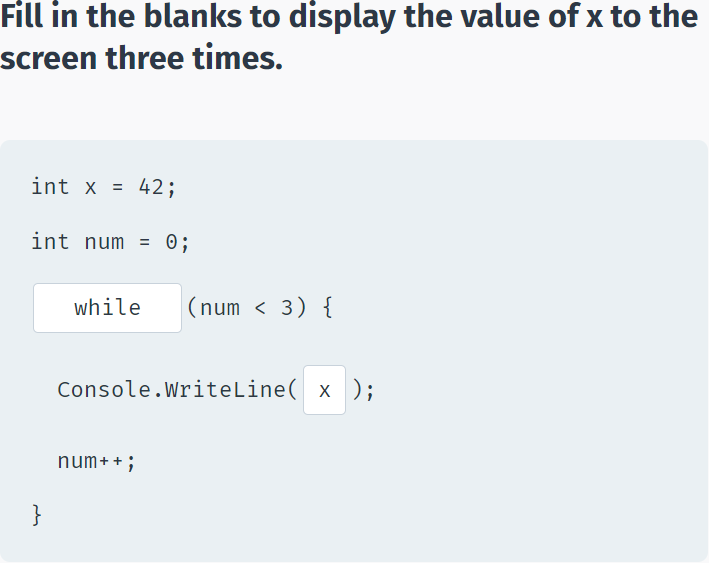 Fill in the blanks to display the value of x to the
screen three times.
int x = 42;
int num = 0;
while (num < 3) {
Console.WriteLine( x );
num++;
}